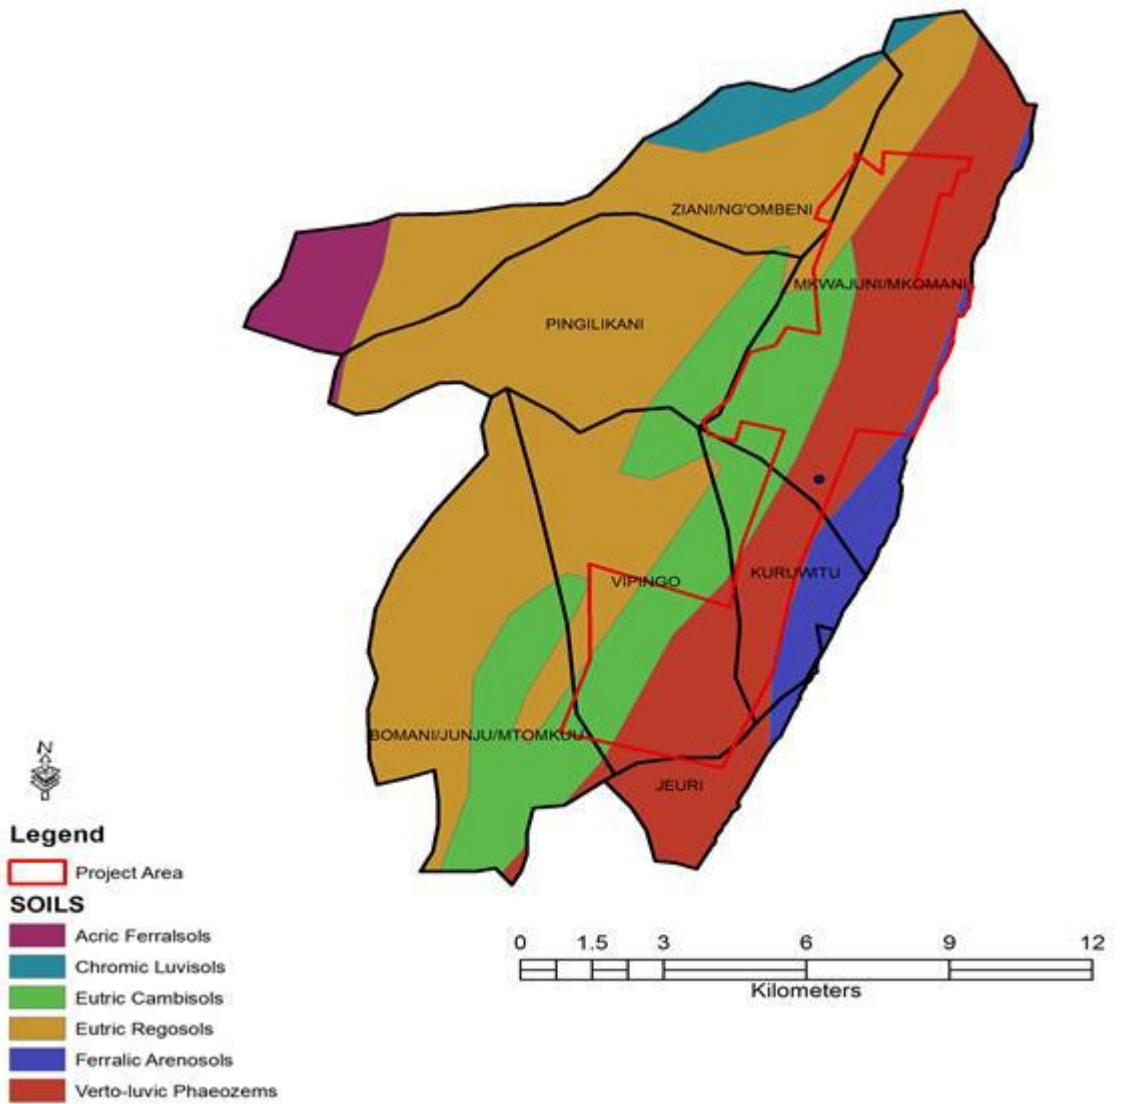 ZIANI/NG'OMBENI
MKWAJUNI/MKOMANI
PINGILIKANI
VIPINGO
KURUWITU
BOMANI/JUNJU/MTOMKUU
JEURI
N
Legend
Project Area
SOILS
Acric Ferralsols
Chromic Luvisols
Eutric Cambisols
Eutric Regosols
Ferralic Arenosols
Verto-luvic Phaeozems
0 1.5 3 6 9 12
Kilometers